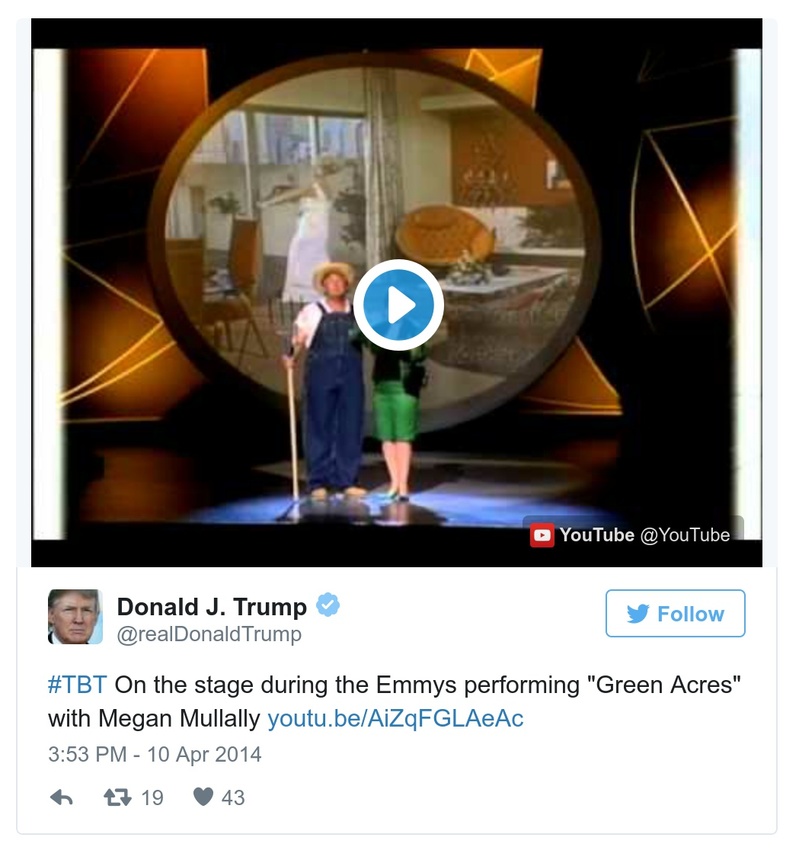 YouTube @YouTube
Donald J. Trump
@realDonaldTrump
Follow
#TBT On the stage during the Emmys performing "Green Acres"
with Megan Mullally youtu.be/AiZqFGLAeAc
3:53 PM - 10 Apr 2014
19 43